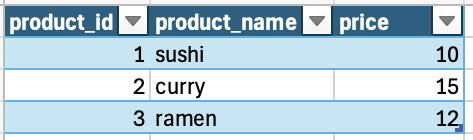 product_id product_name price
1 sushi 10
2 curry 15
3 ramen 12